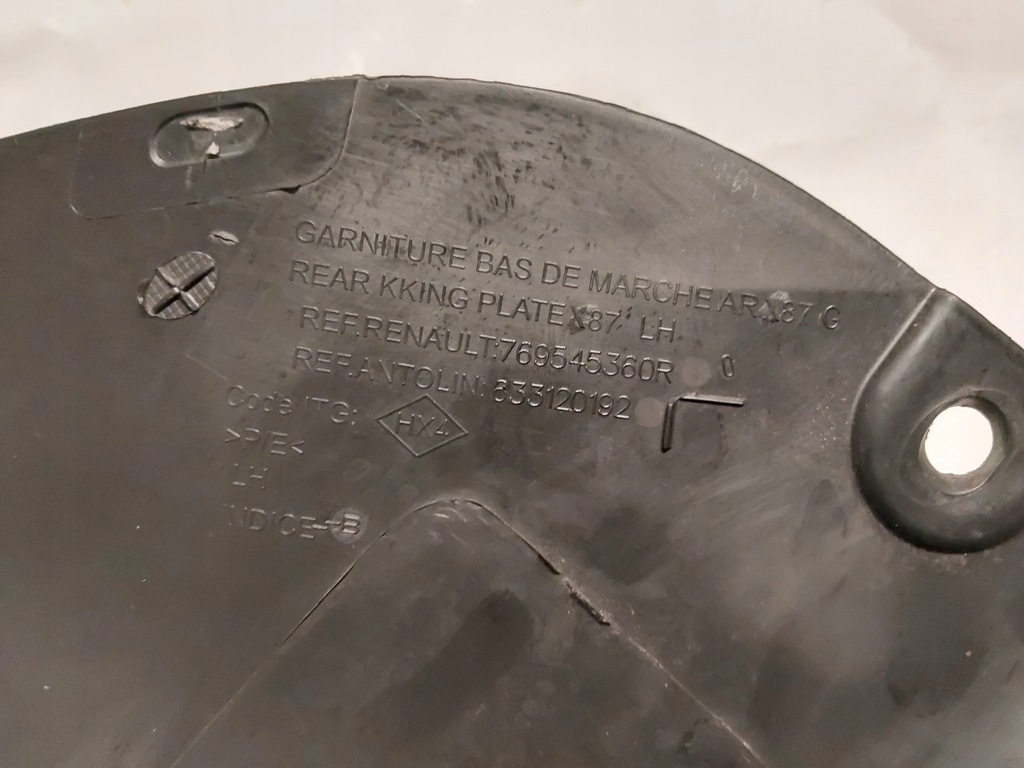 GARNITURE BAS DE MARCHE AR X87 G
REAR KKING PLATE X87 LH
REF.RENAULT:769545360R 0
REF.ANTOLIN: 833120192
Code ITG: HX4
>P/E<
LH
INDICE B